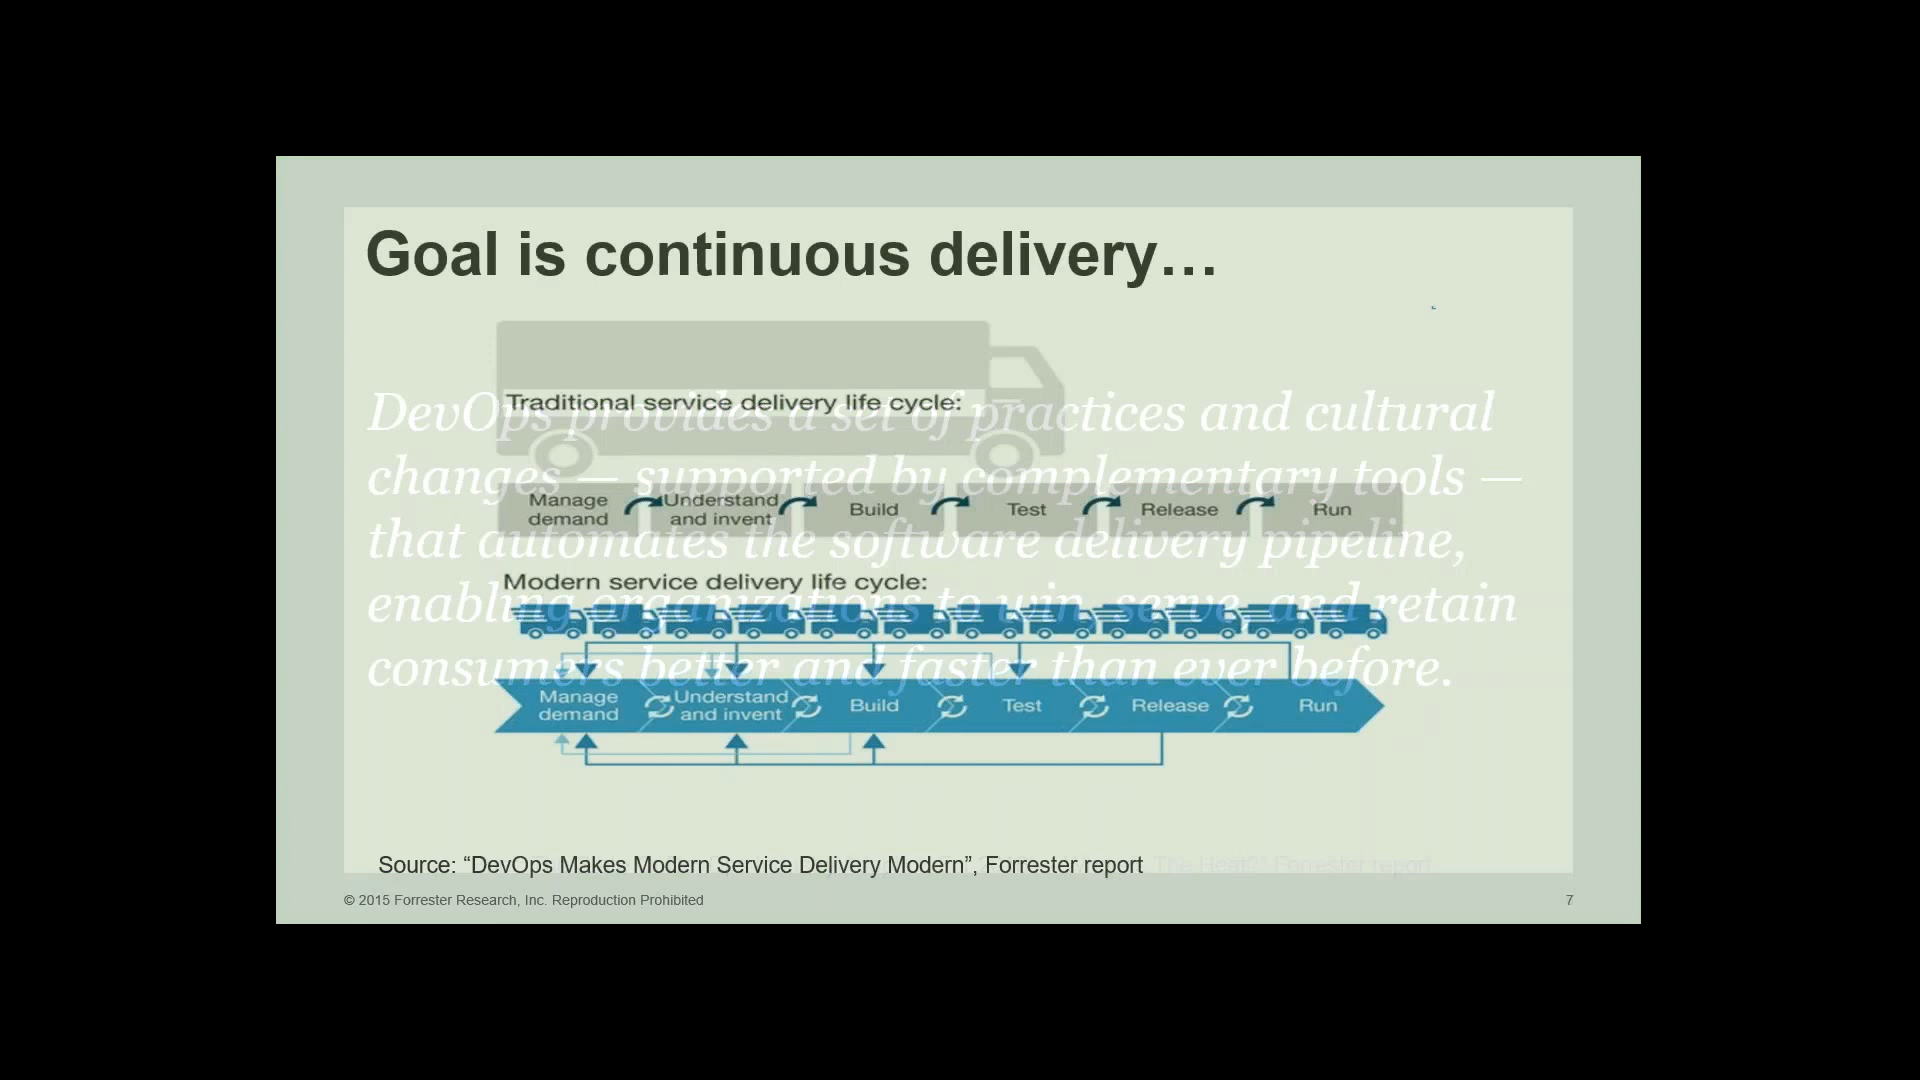 Goal is continuous delivery…
Traditional service delivery life cycle:
DevOps provides a set of practices and cultural
changes — supported by complementary tools —
that automates the software delivery pipeline,
enabling organizations to win, serve, and retain
consumers better and faster than ever before.
Manage demand
Understand and invent
Build
Test
Release
Run
Modern service delivery life cycle:
Manage demand
Understand and invent
Build
Test
Release
Run
Source: “DevOps Makes Modern Service Delivery Modern”, Forrester report
The Heat?” Forrester report
© 2015 Forrester Research, Inc. Reproduction Prohibited
7